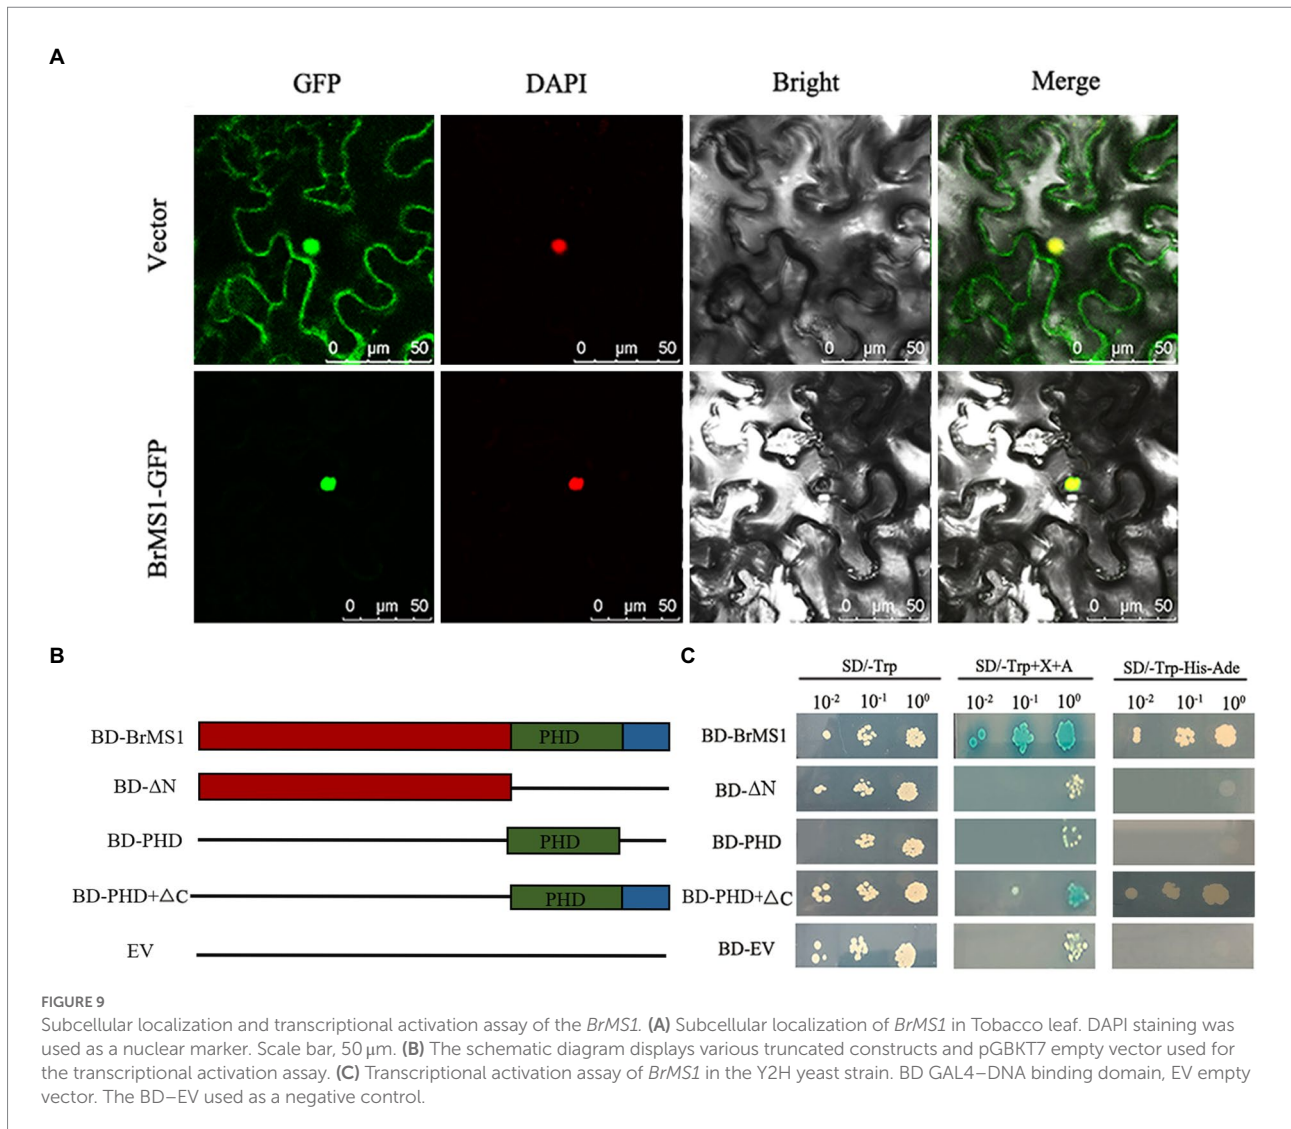 A
GFP DAPI Bright Merge
Vector
0 µm 50 0 µm 50 0 µm 50 0 µm 50
BrMS1-GFP
0 µm 50 0 µm 50 0 µm 50 0 µm 50
B
BD-BrMS1 PHD
BD-ΔN
BD-PHD PHD
BD-PHD+△C PHD
EV
C
SD/-Trp SD/-Trp+X+A SD/-Trp-His-Ade
10⁻² 10⁻¹ 10⁰ 10⁻² 10⁻¹ 10⁰ 10⁻² 10⁻¹ 10⁰
BD-BrMS1
BD-ΔN
BD-PHD
BD-PHD+△C
BD-EV
FIGURE 9
Subcellular localization and transcriptional activation assay of the BrMS1. (A) Subcellular localization of BrMS1 in Tobacco leaf. DAPI staining was
used as a nuclear marker. Scale bar, 50 μm. (B) The schematic diagram displays various truncated constructs and pGBKT7 empty vector used for
the transcriptional activation assay. (C) Transcriptional activation assay of BrMS1 in the Y2H yeast strain. BD GAL4–DNA binding domain, EV empty
vector. The BD–EV used as a negative control.